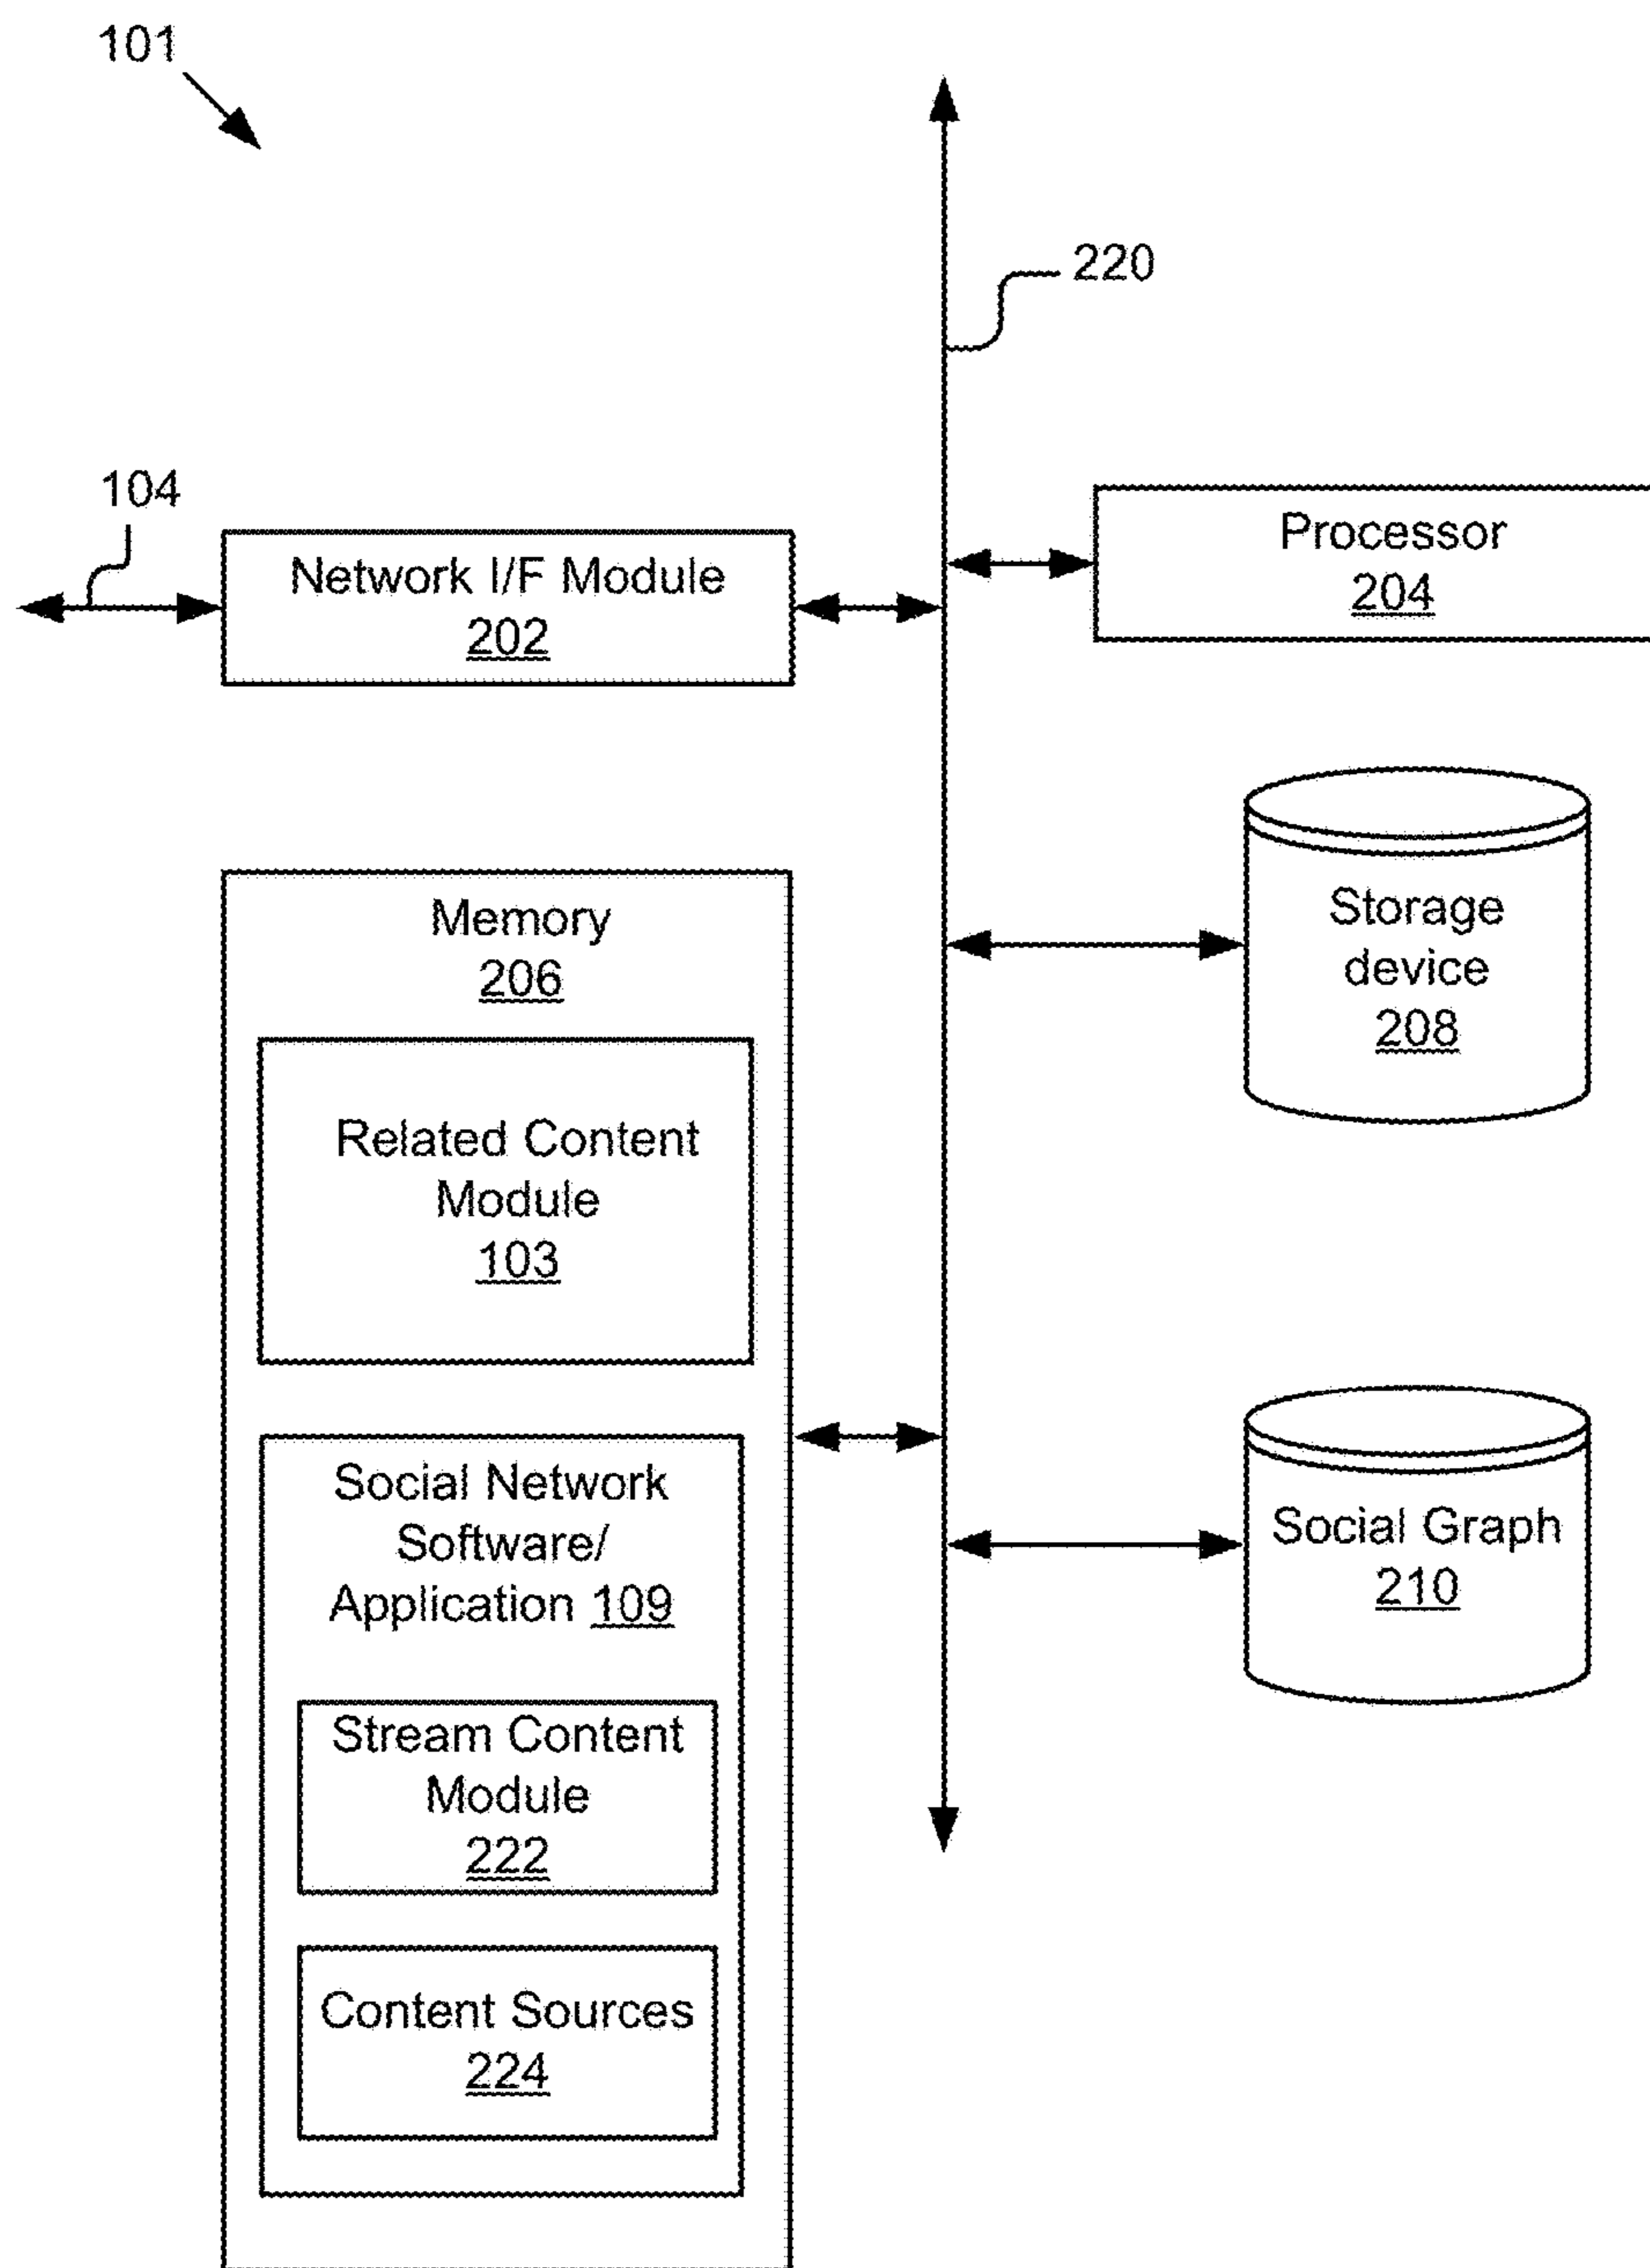 101
220
104
Network I/F Module
202
Processor
204
Memory
206
Storage
device
208
Related Content
Module
103
Social Network
Software/
Application 109
Social Graph
210
Stream Content
Module
222
Content Sources
224